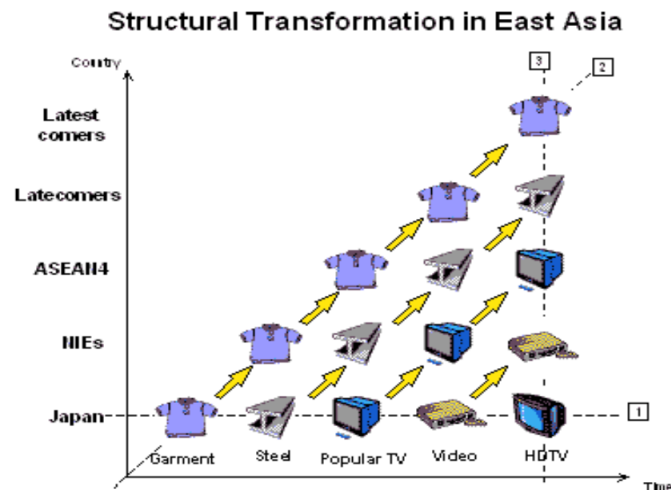 Structural Transformation in East Asia
Country
3
2
Latest
comers
Latecomers
ASEAN4
NIEs
Japan
1
Garment
Steel
Popular TV
Video
HDTV
Time